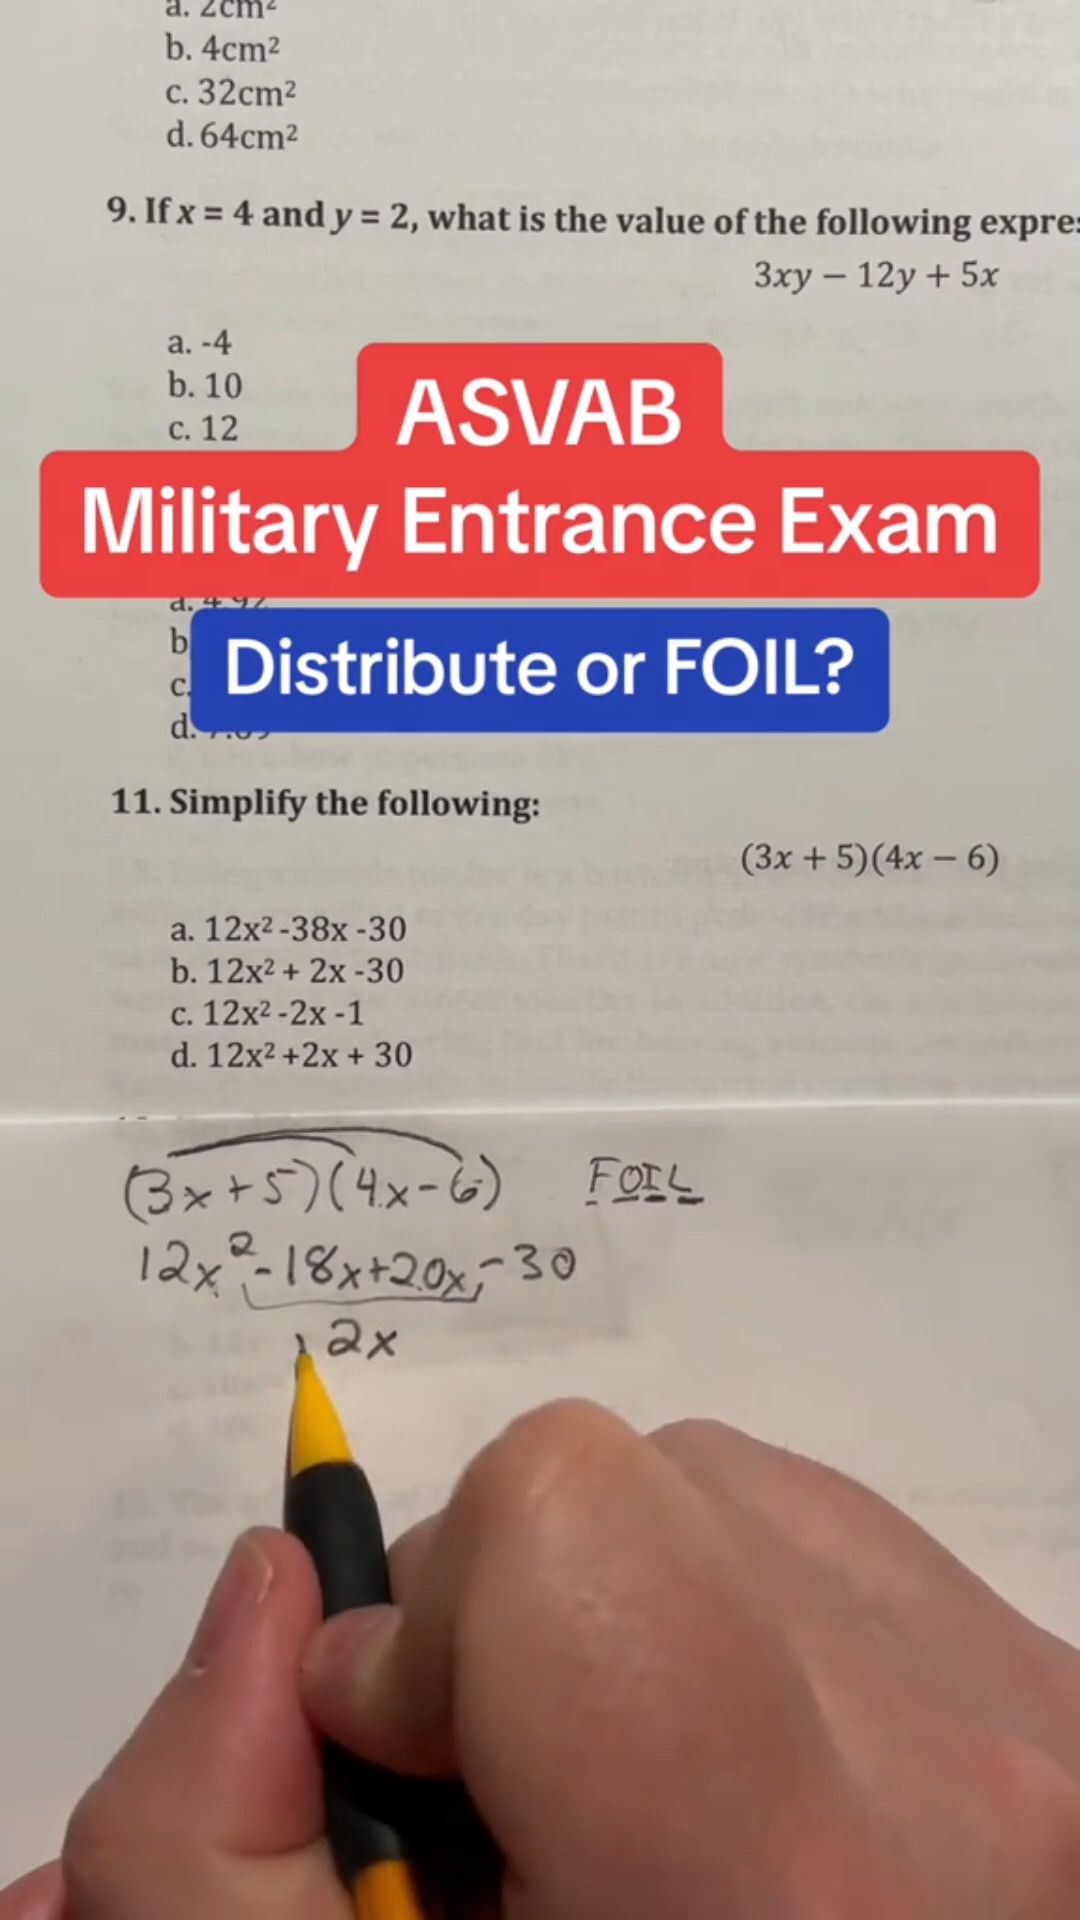 a. 2cm²
b. 4cm²
c. 32cm²
d. 64cm²
9. If x = 4 and y = 2, what is the value of the following
3xy – 12y + 5x
a. -4
b. 10
c. 12
ASVAB
Military Entrance Exam
a. 4.92
b
Distribute or FOIL?
c.
d.
11. Simplify the following:
(3x + 5)(4x – 6)
a. 12x² -38x -30
b. 12x² + 2x -30
c. 12x² -2x -1
d. 12x² +2x + 30
(3x+5)(4x-6) FOIL
12x²-18x+20x-30
2x